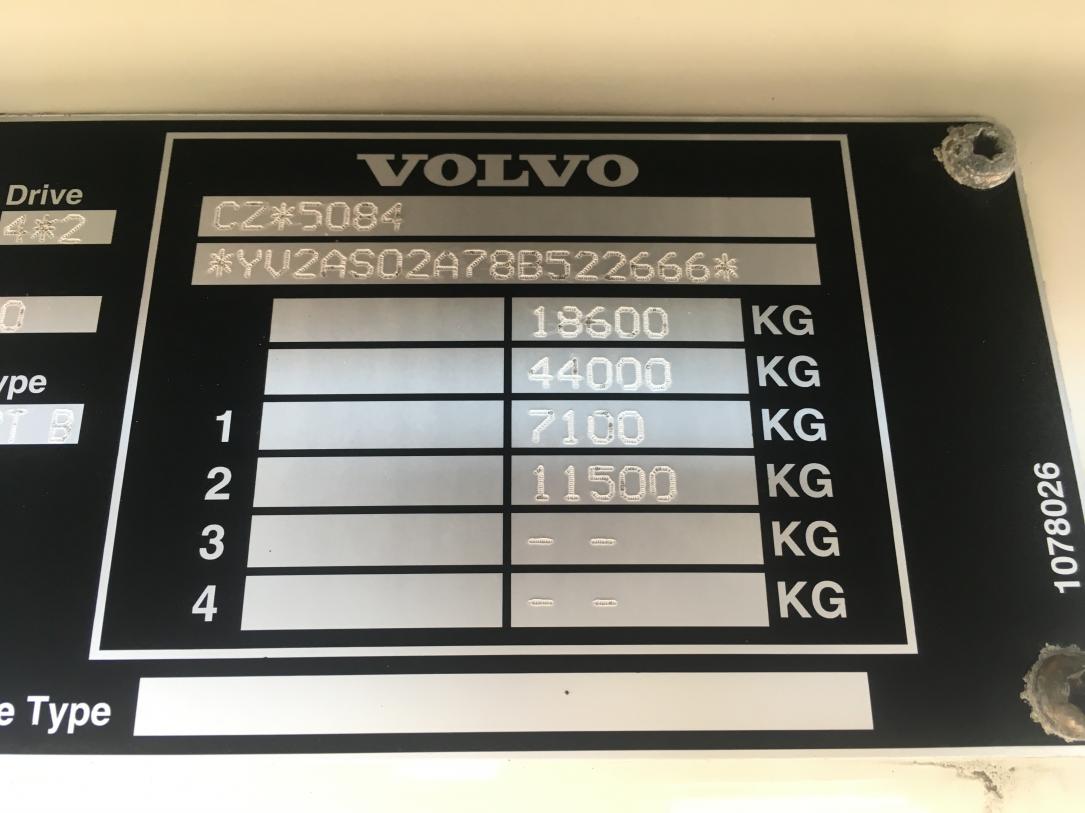 VOLVO
Drive
4*2
CZ*5084
*YV2AS02A78B522666*
0
18600 KG
44000 KG
ype
T B
1 7100 KG
2 11500 KG
3 - - KG
4 - - KG
1078026
e Type